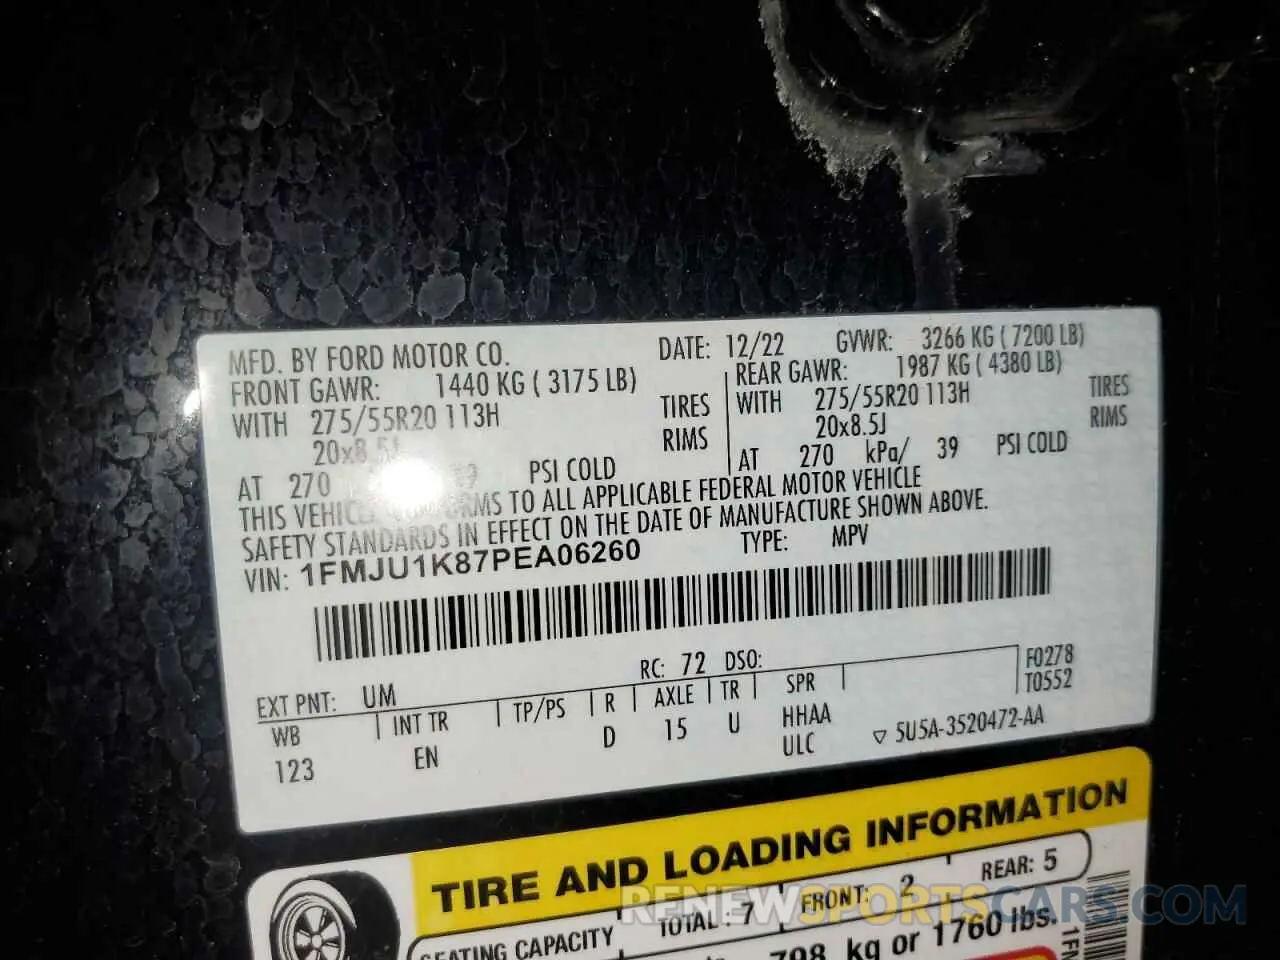 MFD. BY FORD MOTOR CO. DATE: 12/22 GVWR: 3266 KG ( 7200 LB)
FRONT GAWR: 1440 KG ( 3175 LB) REAR GAWR: 1987 KG ( 4380 LB)
WITH 275/55R20 113H TIRES WITH 275/55R20 113H TIRES
20x8.5J RIMS 20x8.5J RIMS
AT 270 PSI COLD AT 270 kPa/ 39 PSI COLD
THIS TO ALL APPLICABLE FEDERAL MOTOR VEHICLE
SAFETY STANDARDS IN EFFECT ON THE DATE OF MANUFACTURE SHOWN ABOVE.
VIN: 1FMJU1K87PEA06260 TYPE: MPV
EXT PNT: UM RC: 72 DSO: F0278
WB INT TR TP/PS R AXLE TR SPR T0552
123 EN D 15 U HHAA
ULC ▽ 5U5A-3520472-AA
TIRE AND LOADING INFORMATION
SEATING CAPACITY TOTAL : 7 FRONT: 2 REAR: 5
798 kg or 1760 lbs.
RENEWSPORTSCARS.COM